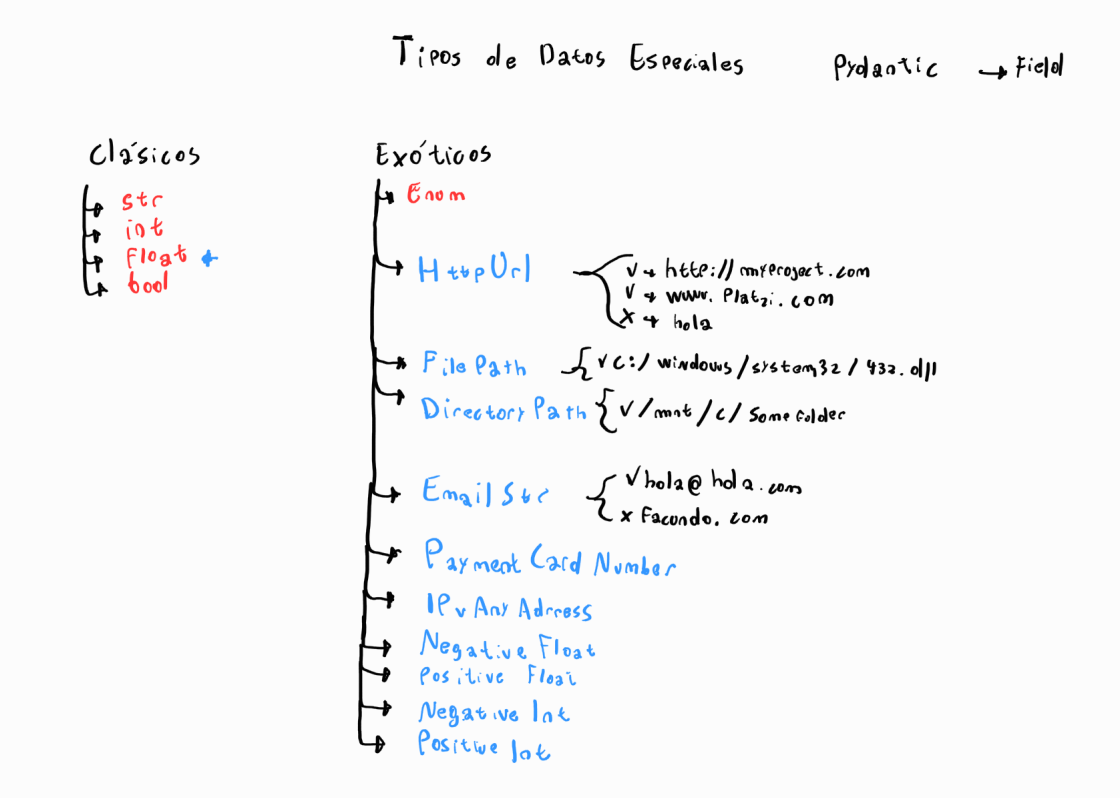 Tipos de Datos Especiales Pydantic → Field
Clásicos
→ str
→ int
→ Float ←
→ bool
Exóticos
→ Enum
→ HttpUrl
✓ → http://myproject.com
✓ → www.Platzi.com
x → hola
→ FilePath { ✓ c:/windows/system32/432.dll
→ DirectoryPath { ✓ /mnt/c/somefolder
→ EmailStr
✓ hola@hola.com
x Facundo.com
→ Payment Card Number
→ IPv Any Adrress
→ Negative Float
→ Positive Float
→ Negative Int
→ Positive Int